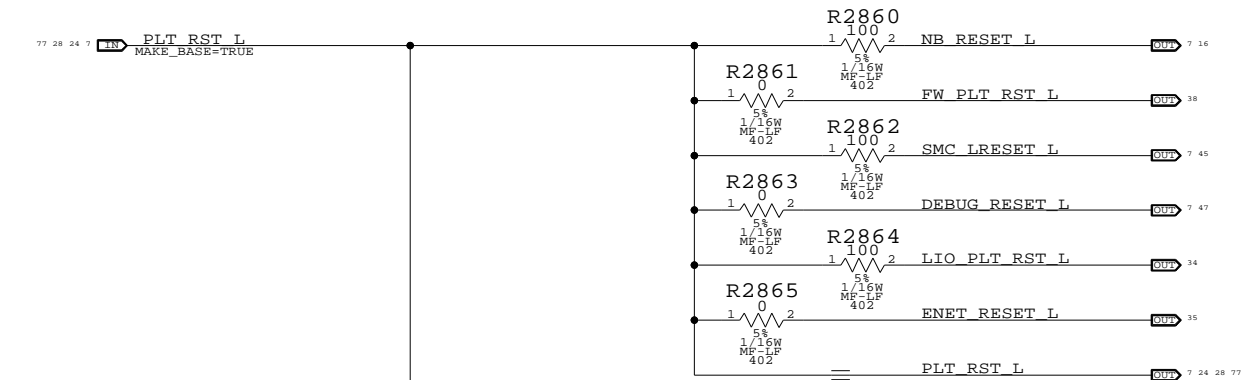 77 28 24 7 IN PLT_RST_L
MAKE_BASE=TRUE
R2860
100
1 2 NB_RESET_L OUT 7 16
5%
1/16W
MF-LF
402
R2861
0
1 2 FW_PLT_RST_L OUT 38
5%
1/16W
MF-LF
402
R2862
100
1 2 SMC_LRESET_L OUT 7 45
5%
1/16W
MF-LF
402
R2863
0
1 2 DEBUG_RESET_L OUT 7 47
5%
1/16W
MF-LF
402
R2864
100
1 2 LIO_PLT_RST_L OUT 34
5%
1/16W
MF-LF
402
R2865
0
1 2 ENET_RESET_L OUT 35
5%
1/16W
MF-LF
402
PLT_RST_L OUT 7 24 28 77